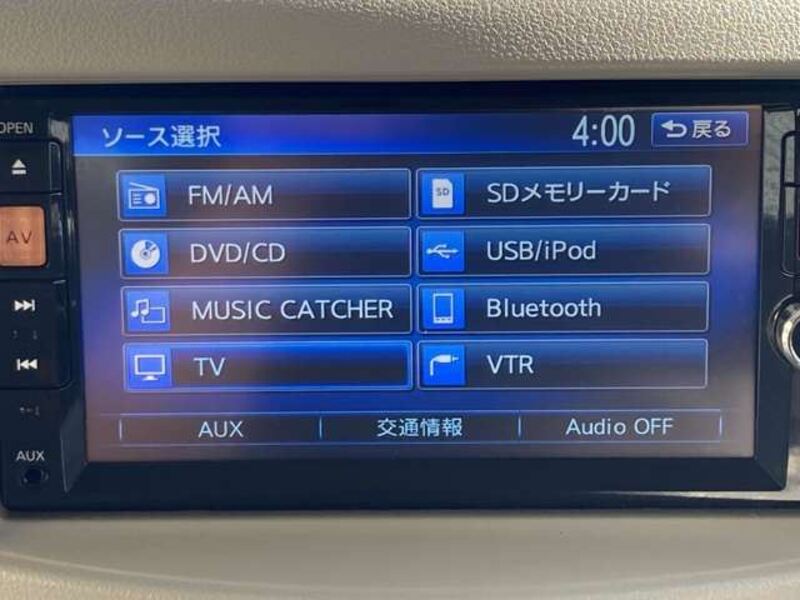 OPEN
ソース選択 4:00 戻る
FM/AM SD SDメモリーカード
AV
DVD/CD USB/iPod
MUSIC CATCHER Bluetooth
TV VTR
AUX 交通情報 Audio OFF
AUX